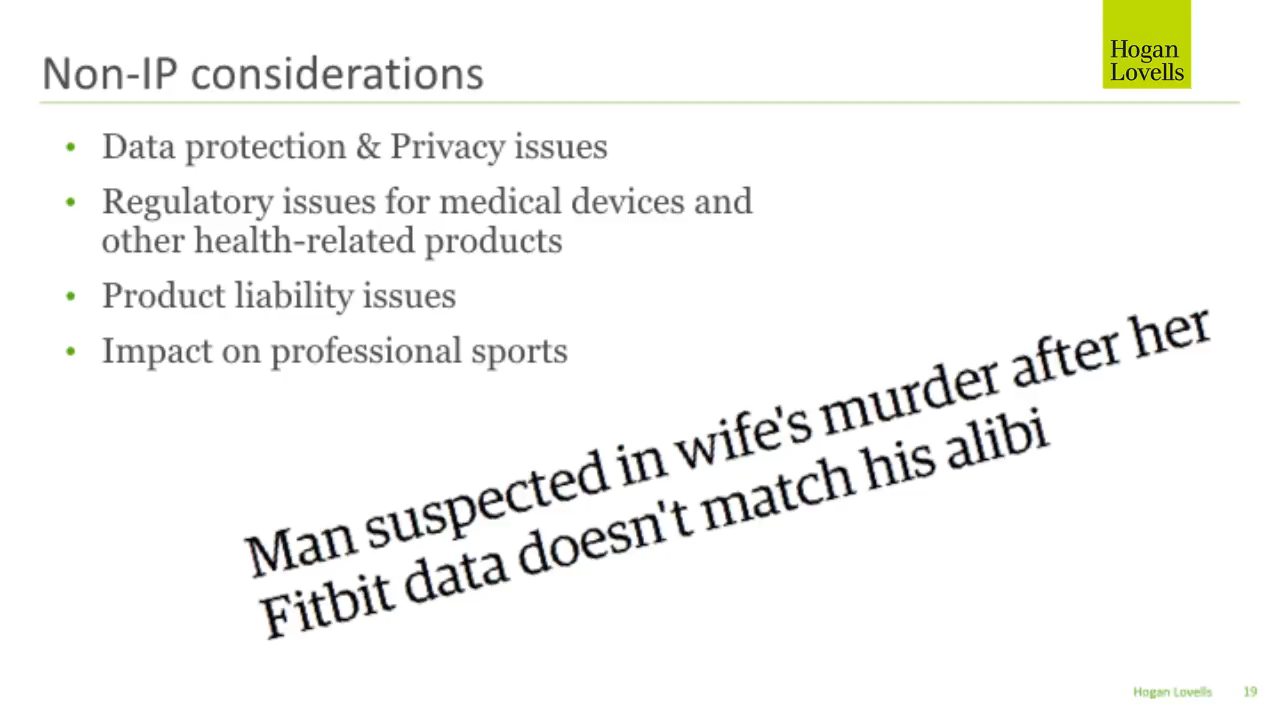 Hogan
Lovells
Non-IP considerations
• Data protection & Privacy issues
• Regulatory issues for medical devices and
other health-related products
• Product liability issues
• Impact on professional sports
Man suspected in wife's murder after her
Fitbit data doesn't match his alibi
Hogan Lovells 19